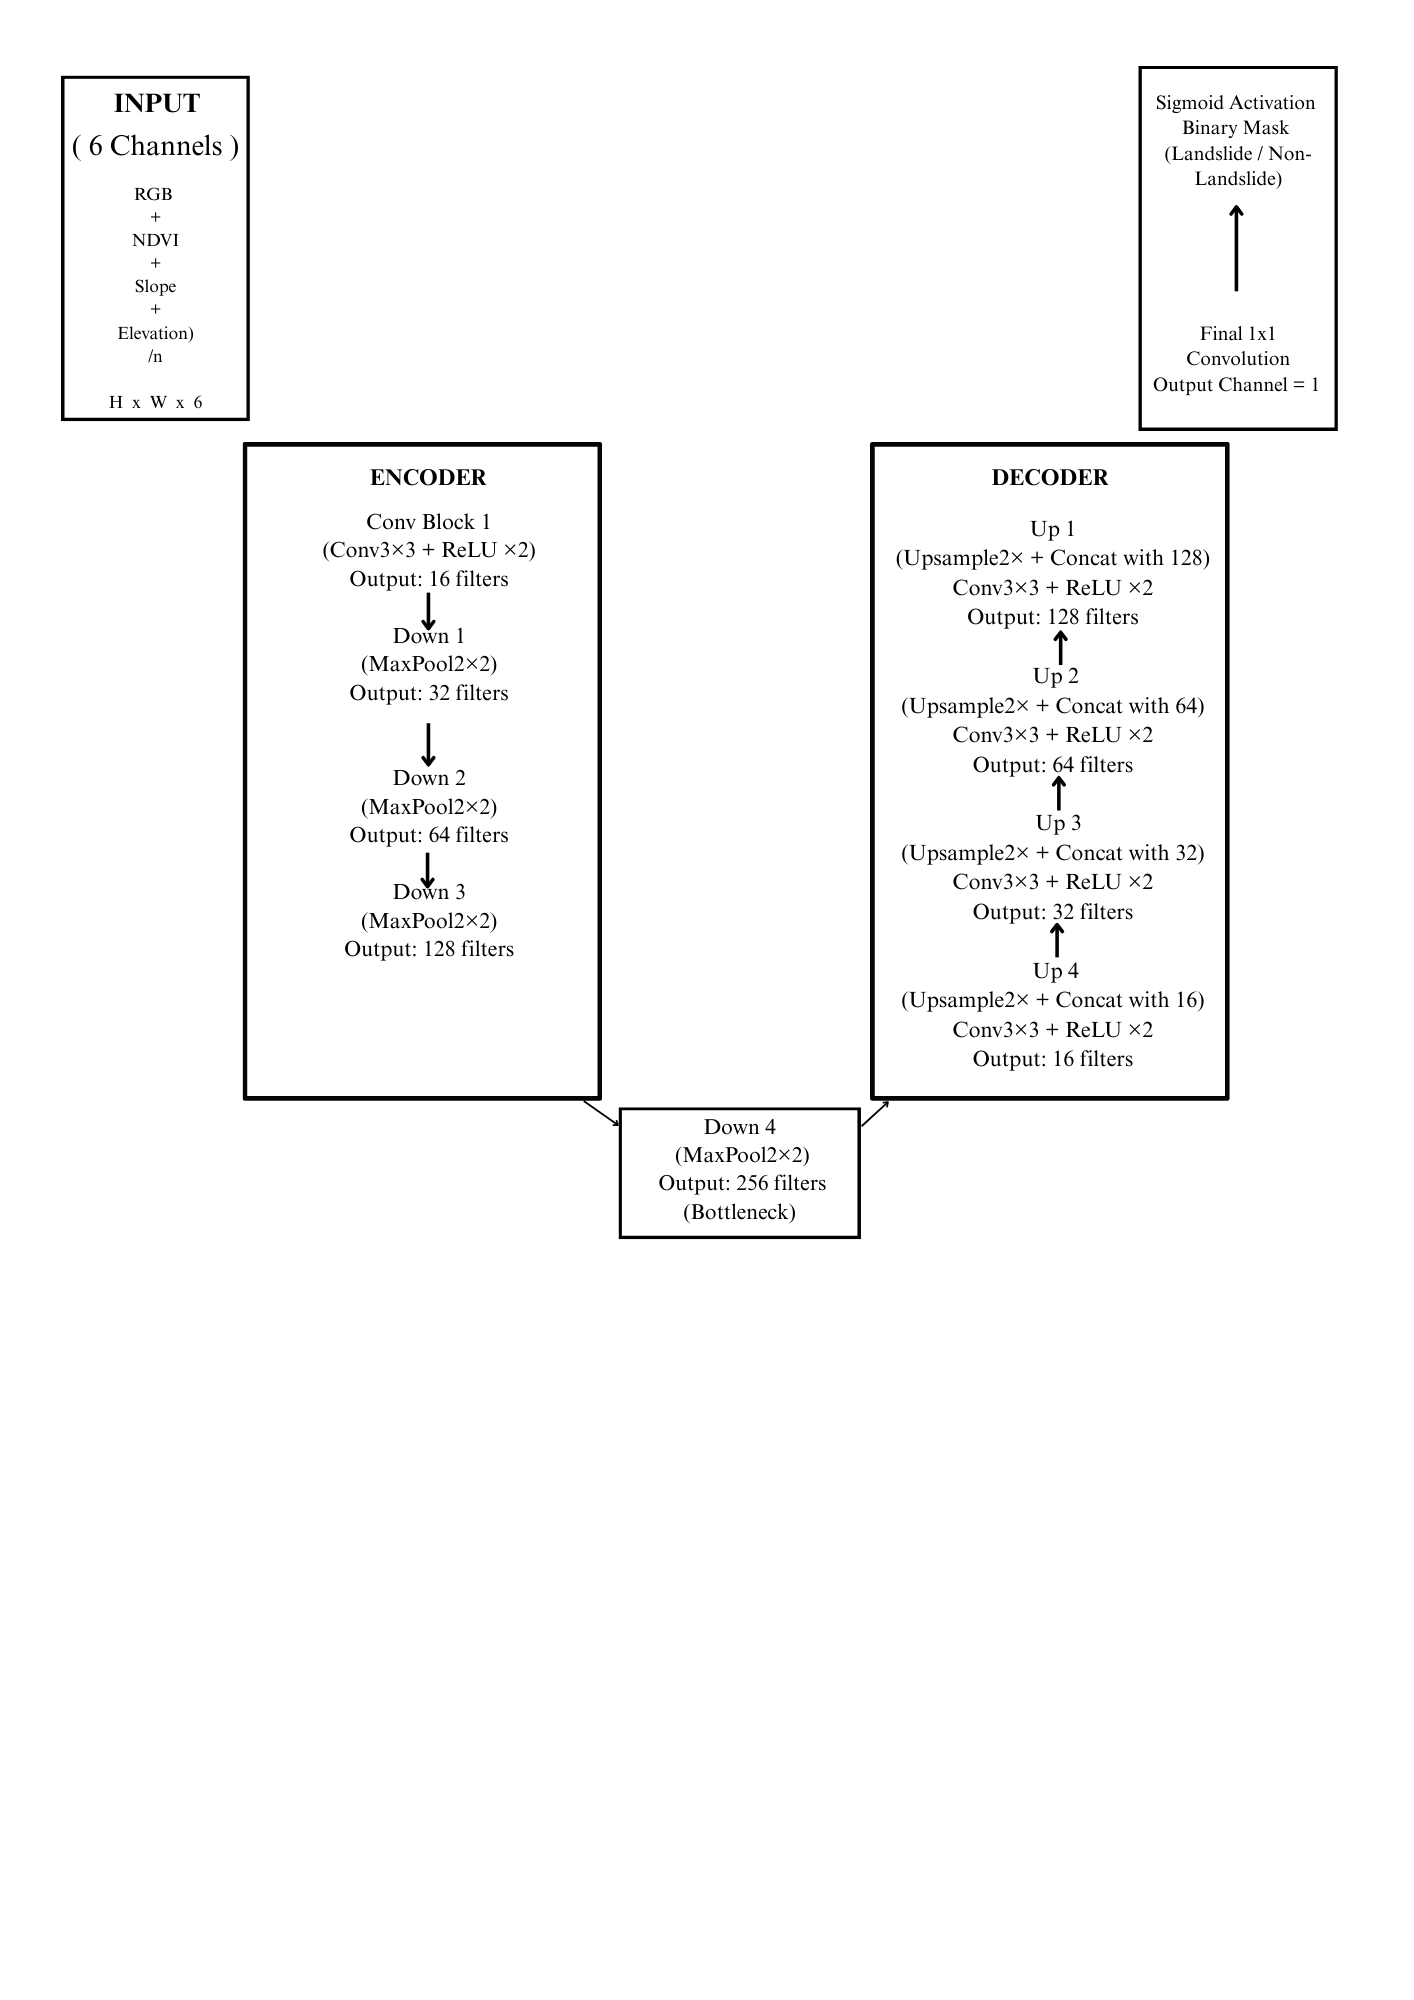 INPUT
( 6 Channels )
RGB
+
NDVI
+
Slope
+
Elevation)
/n
H x W x 6
Sigmoid Activation
Binary Mask
(Landslide / Non-
Landslide)
Final 1x1
Convolution
Output Channel = 1
ENCODER
Conv Block 1
(Conv3×3 + ReLU ×2)
Output: 16 filters
Down 1
(MaxPool2×2)
Output: 32 filters
Down 2
(MaxPool2×2)
Output: 64 filters
Down 3
(MaxPool2×2)
Output: 128 filters
DECODER
Up 1
(Upsample2× + Concat with 128)
Conv3×3 + ReLU ×2
Output: 128 filters
Up 2
(Upsample2× + Concat with 64)
Conv3×3 + ReLU ×2
Output: 64 filters
Up 3
(Upsample2× + Concat with 32)
Conv3×3 + ReLU ×2
Output: 32 filters
Up 4
(Upsample2× + Concat with 16)
Conv3×3 + ReLU ×2
Output: 16 filters
Down 4
(MaxPool2×2)
Output: 256 filters
(Bottleneck)